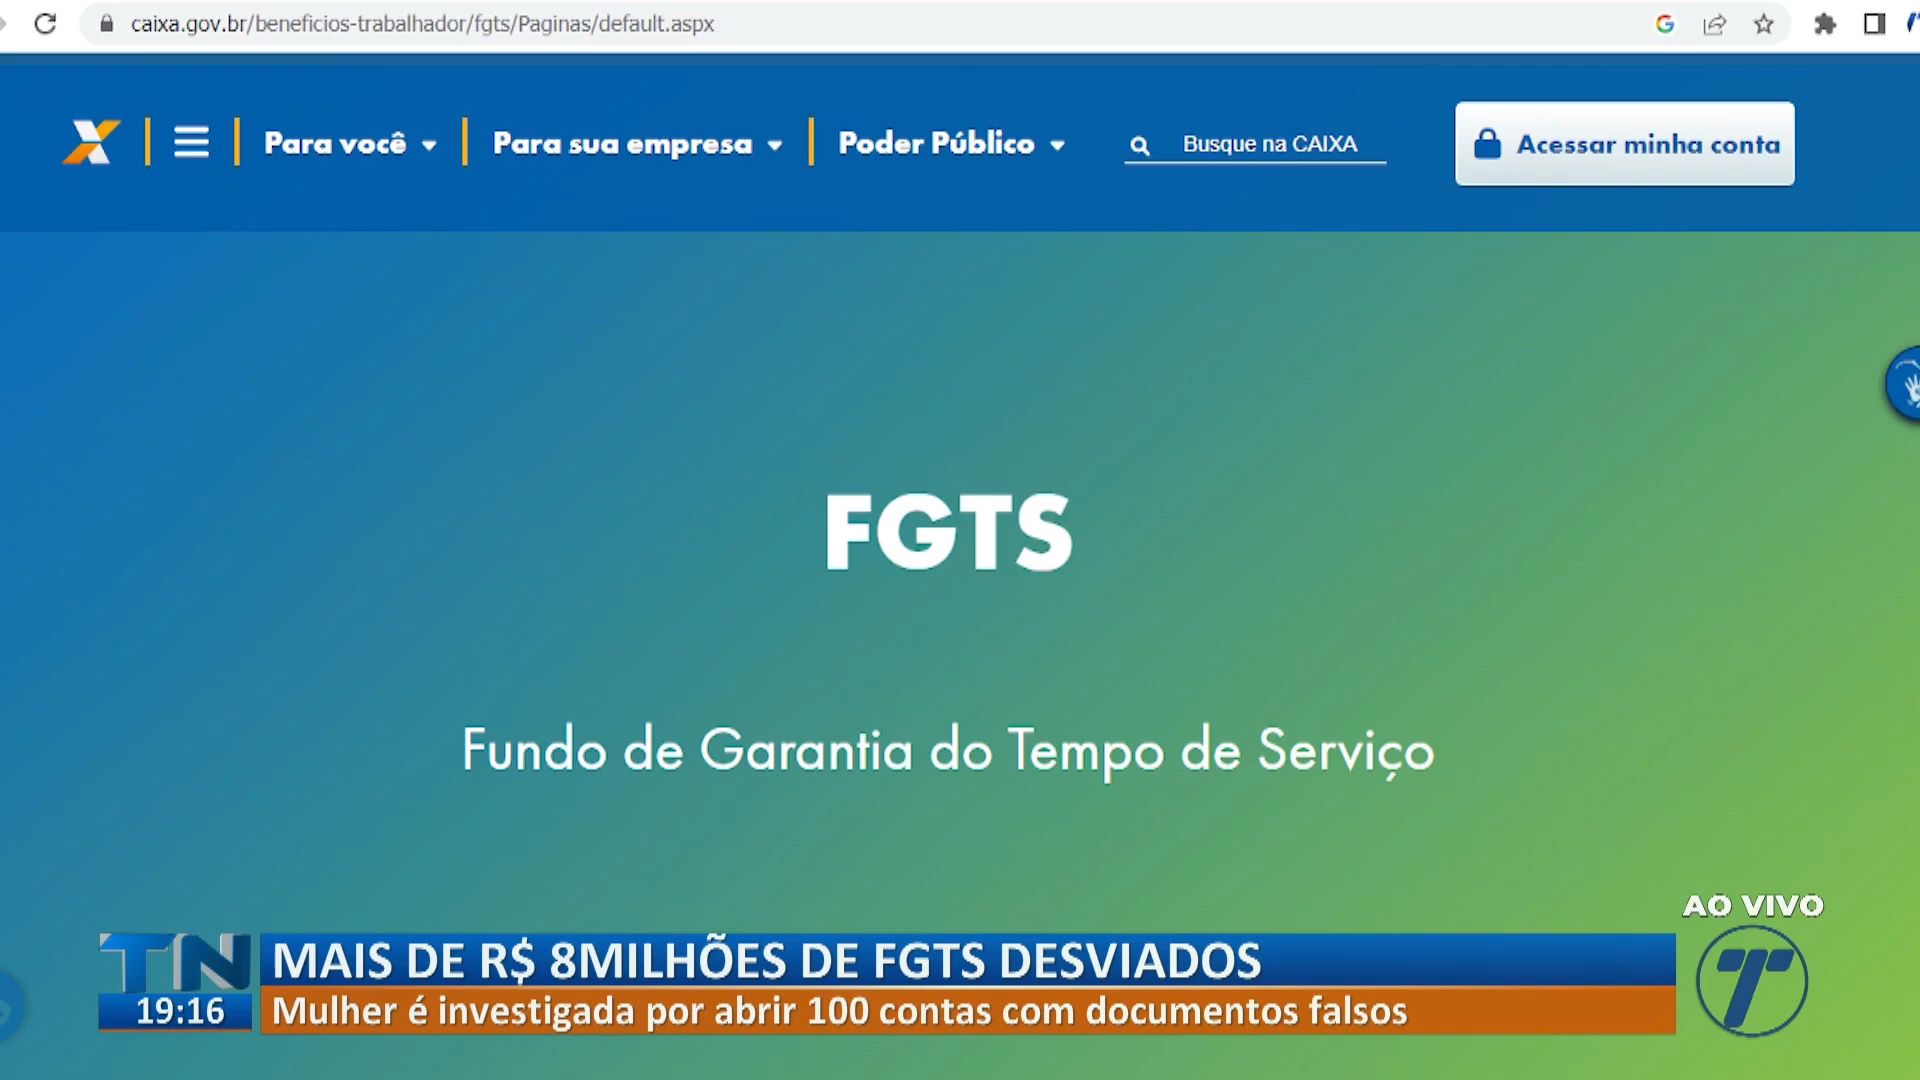 caixa.gov.br/beneficios-trabalhador/fgts/Paginas/default.aspx
Para você
Para sua empresa
Poder Público
Busque na CAIXA
Acessar minha conta
FGTS
Fundo de Garantia do Tempo de Serviço
AO VIVO
TN
MAIS DE R$ 8MILHÕES DE FGTS DESVIADOS
19:16
Mulher é investigada por abrir 100 contas com documentos falsos